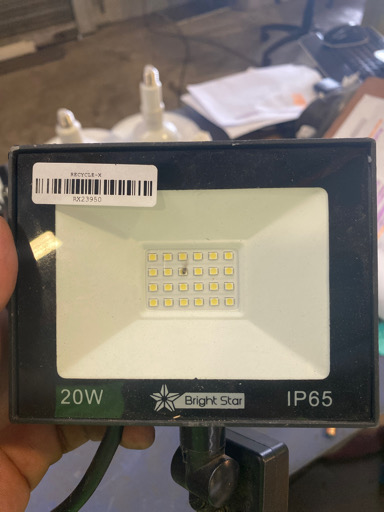 RECYCLE-X
RX23950
20W
Bright Star
IP65